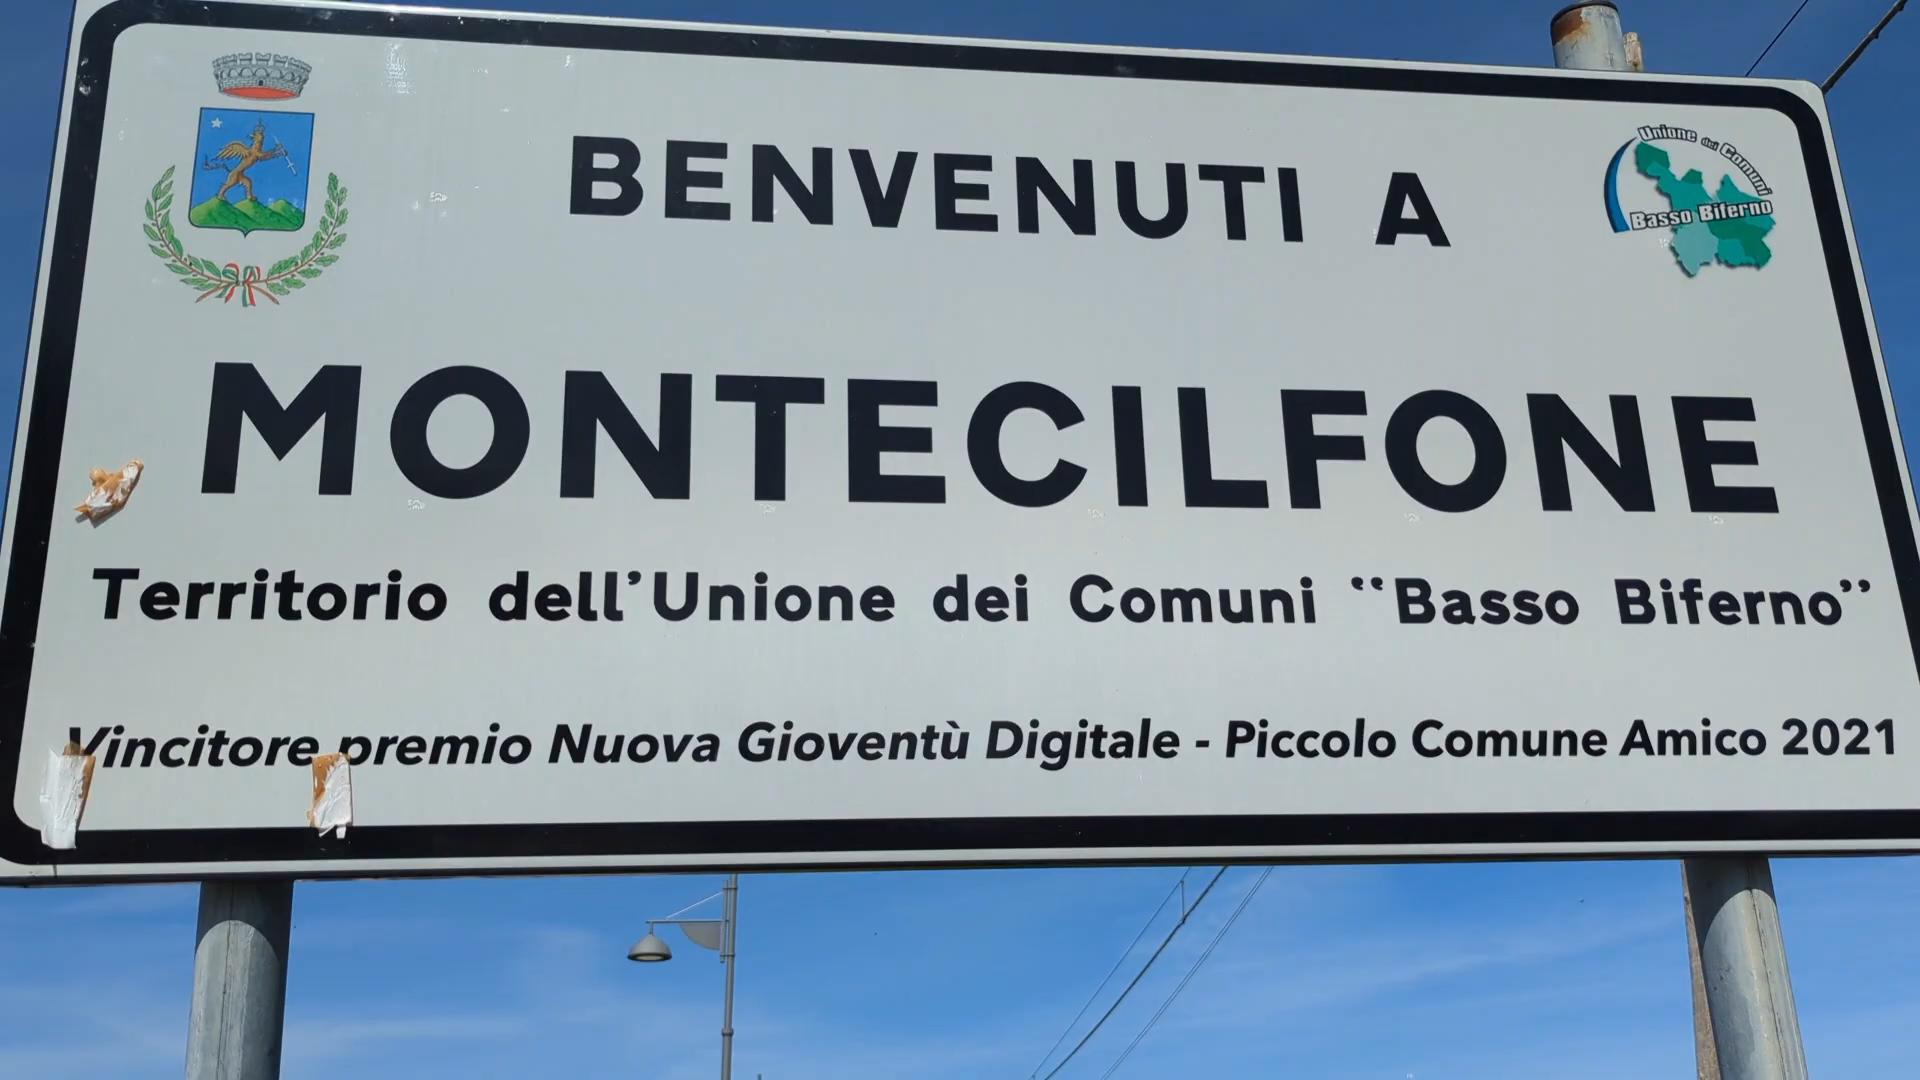 BENVENUTI A
Unione dei Comuni
Basso Biferno
MONTECILFONE
Territorio dell'Unione dei Comuni “Basso Biferno”
Vincitore premio Nuova Gioventù Digitale - Piccolo Comune Amico 2021